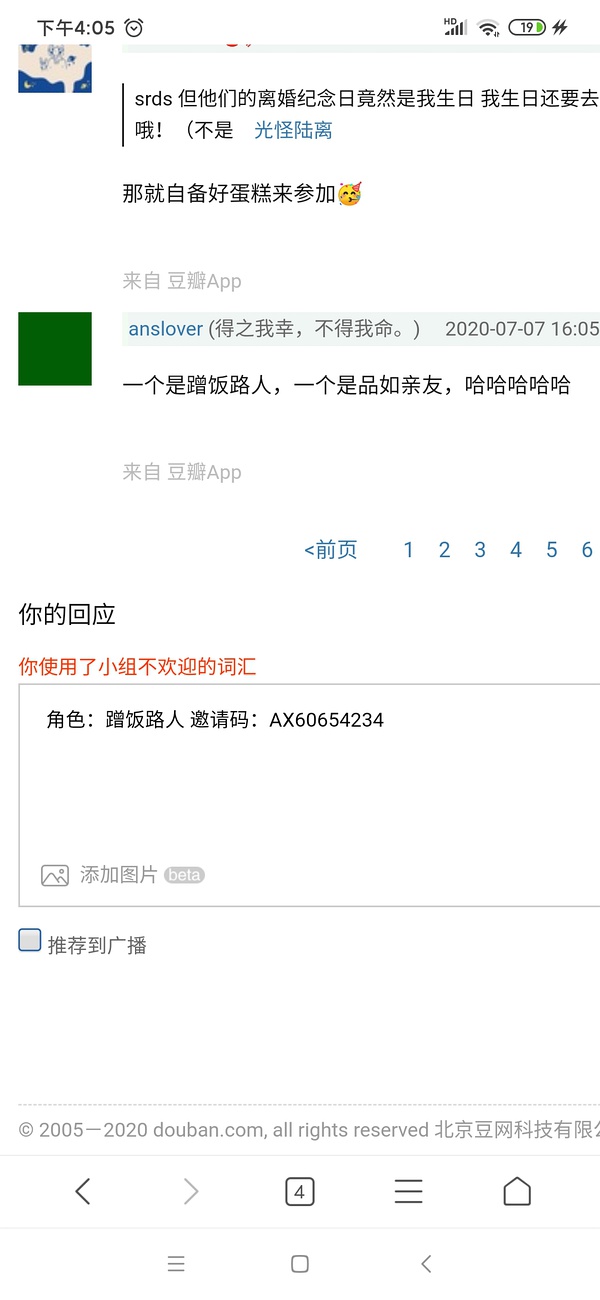 下午4:05
HD
19
srds 但他们的离婚纪念日竟然是我生日 我生日还要去
哦！（不是 光怪陆离
那就自备好蛋糕来参加🥳
来自 豆瓣App
anslover (得之我幸，不得我命。) 2020-07-07 16:05
一个是蹭饭路人，一个是品如亲友，哈哈哈哈哈
来自 豆瓣App
<前页 1 2 3 4 5 6
你的回应
你使用了小组不欢迎的词汇
角色：蹭饭路人 邀请码：AX60654234
添加图片 beta
推荐到广播
© 2005－2020 douban.com, all rights reserved 北京豆网科技有限
4